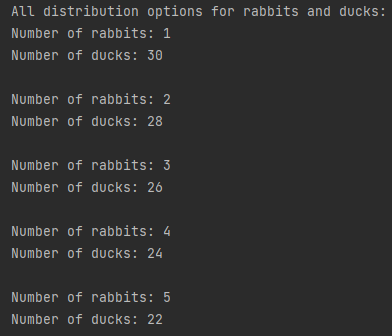 All distribution options for rabbits and ducks:
Number of rabbits: 1
Number of ducks: 30
Number of rabbits: 2
Number of ducks: 28
Number of rabbits: 3
Number of ducks: 26
Number of rabbits: 4
Number of ducks: 24
Number of rabbits: 5
Number of ducks: 22